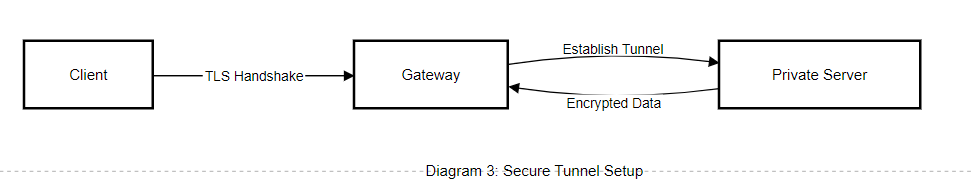 Client
TLS Handshake
Gateway
Establish Tunnel
Encrypted Data
Private Server
Diagram 3: Secure Tunnel Setup